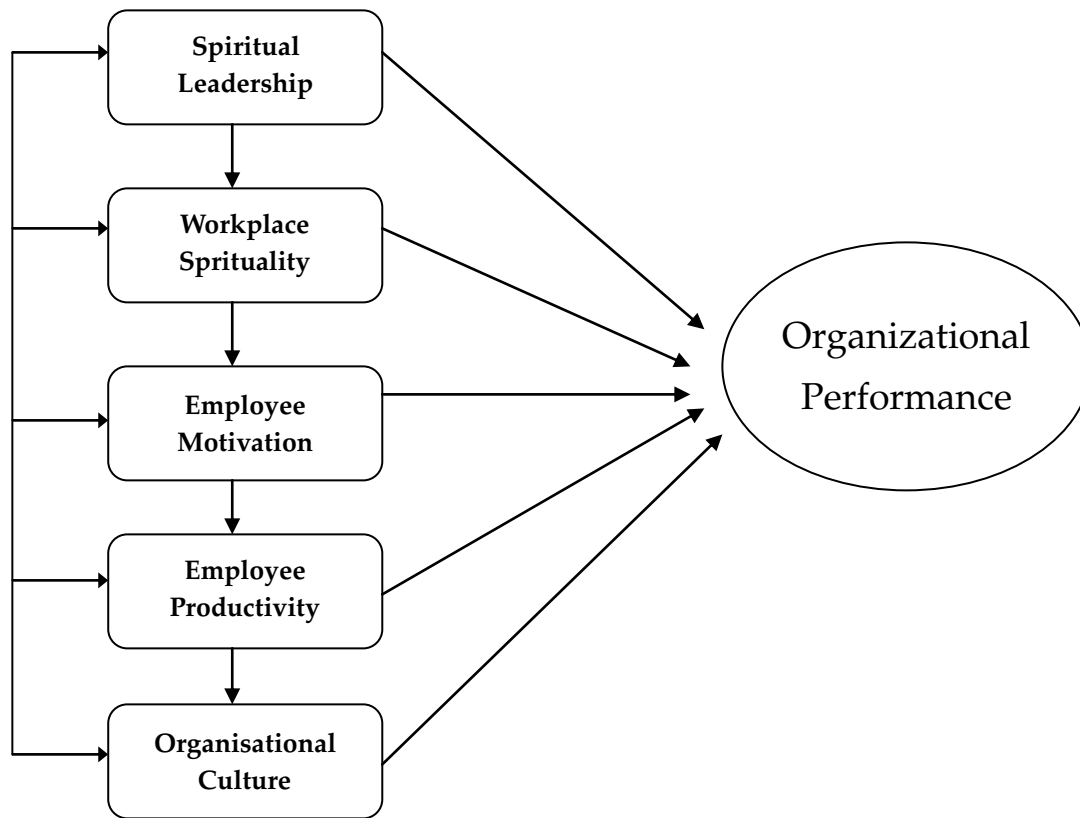 Spiritual
Leadership
Workplace
Sprituality
Employee
Motivation
Employee
Productivity
Organisational
Culture
Organizational
Performance